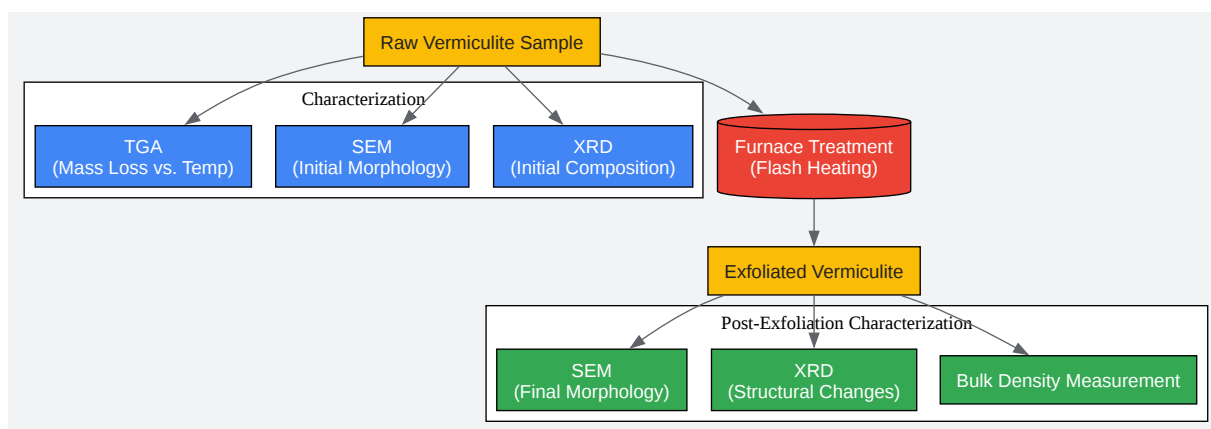 Raw Vermiculite Sample
Characterization
TGA
(Mass Loss vs. Temp)
SEM
(Initial Morphology)
XRD
(Initial Composition)
Furnace Treatment
(Flash Heating)
Exfoliated Vermiculite
Post-Exfoliation Characterization
SEM
(Final Morphology)
XRD
(Structural Changes)
Bulk Density Measurement